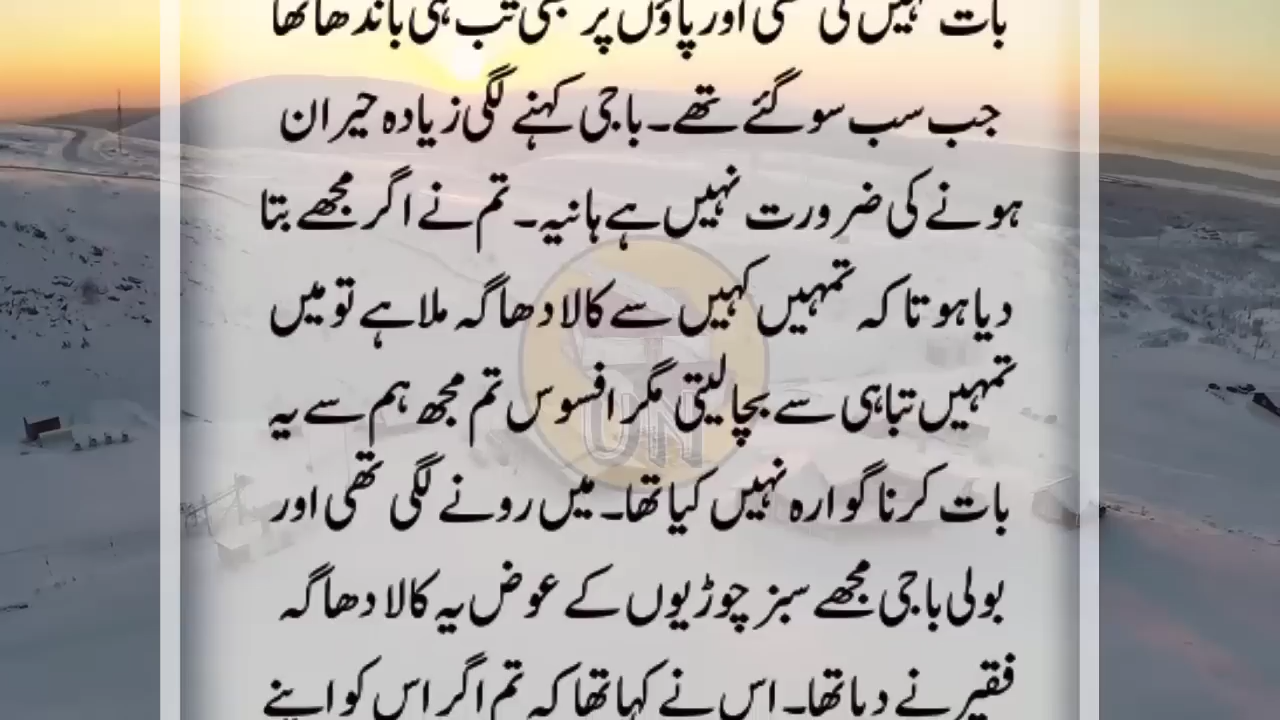 بات نہیں کی تھی اور پاؤں پر بھی تب ہی باندھا تھا
جب سب سو گئے تھے۔ باجی کہنے لگی زیادہ حیران
ہونے کی ضرورت نہیں ہے ہانیہ۔ تم نے اگر مجھے بتا
دیا ہوتا کہ تمہیں کہیں سے کالا دھاگہ ملا ہے تو میں
تمہیں تباہی سے بچا لیتی مگر افسوس تم مجھ ہم سے یہ
بات کرنا گوارہ نہیں کیا تھا۔ میں رونے لگی تھی اور
بولی باجی مجھے سبز چوڑیوں کے عوض یہ کالا دھاگہ
فقیر نے دیا تھا۔ اس نے کہا تھا کہ تم اگر اس کو اپنے
UN